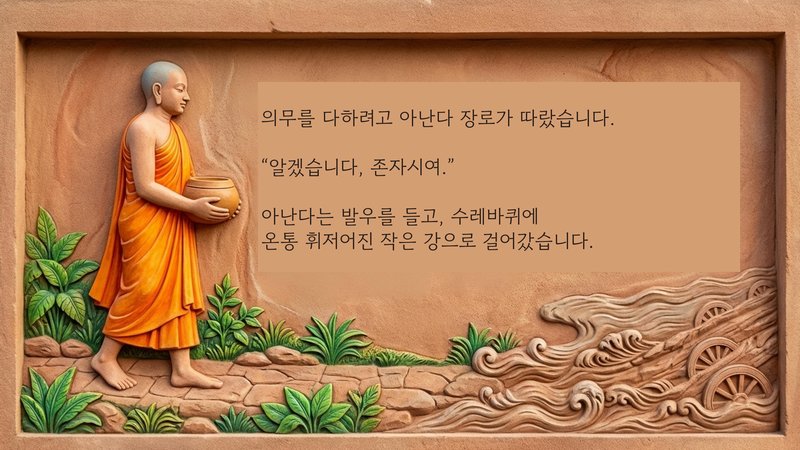 의무를 다하려고 아난다 장로가 따랐습니다.
“알겠습니다, 존자시여.”
아난다는 발우를 들고, 수레바퀴에
온통 휘저어진 작은 강으로 걸어갔습니다.